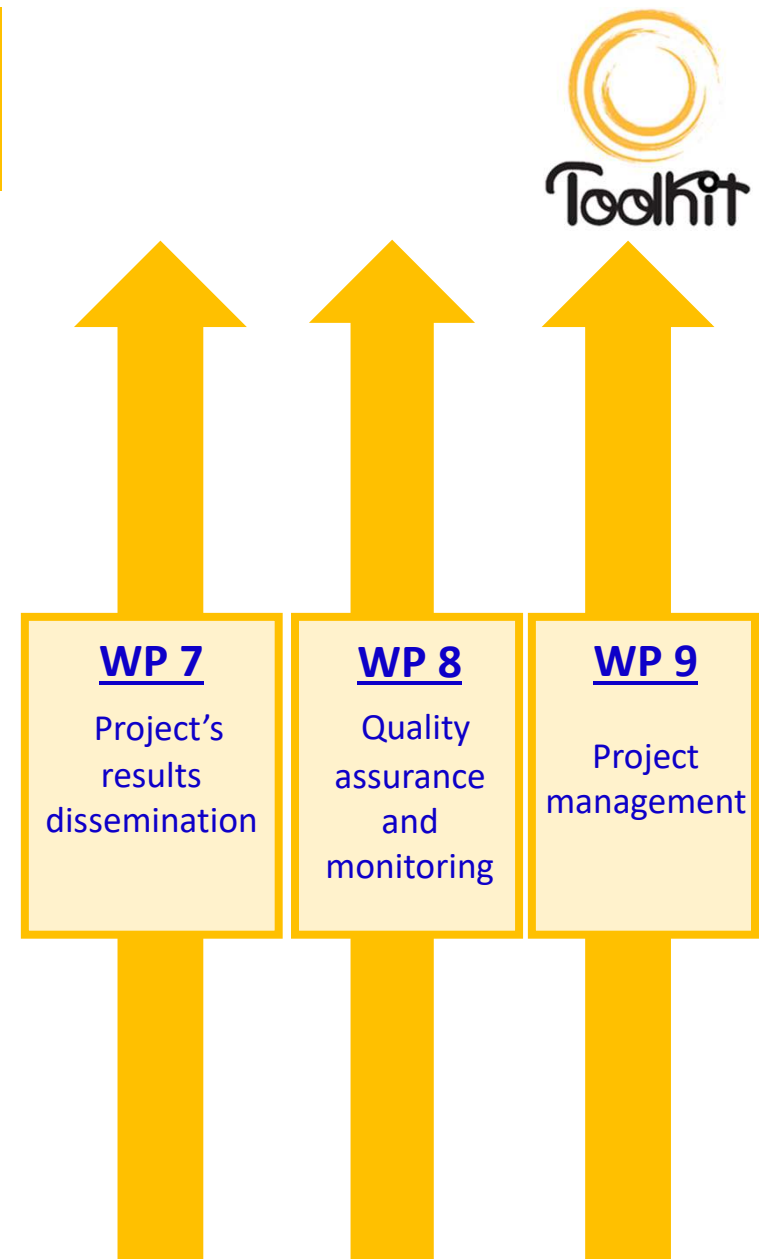 Toolkit
WP 7
Project’s
results
dissemination
WP 8
Quality
assurance
and
monitoring
WP 9
Project
management